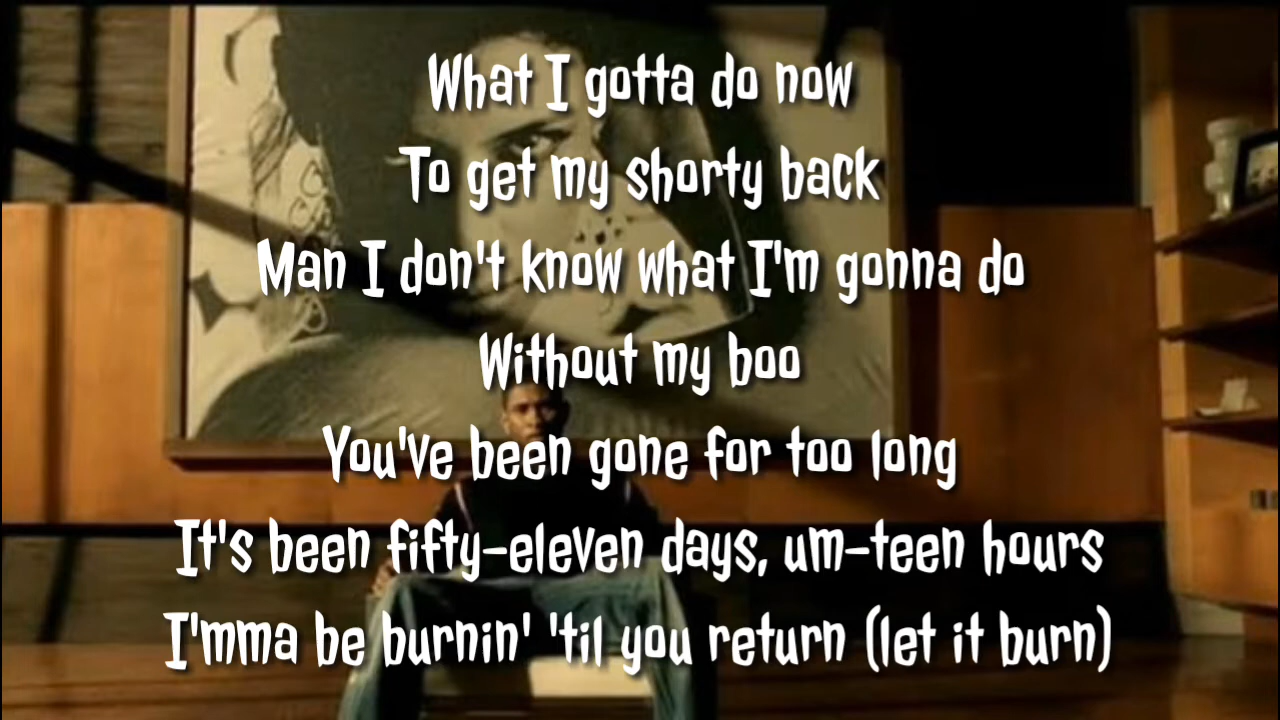 What I gotta do now
To get my shorty back
Man I don't know what I'm gonna do
Without my boo
You've been gone for too long
It's been fifty-eleven days, um-teen hours
I'mma be burnin' 'til you return (let it burn)